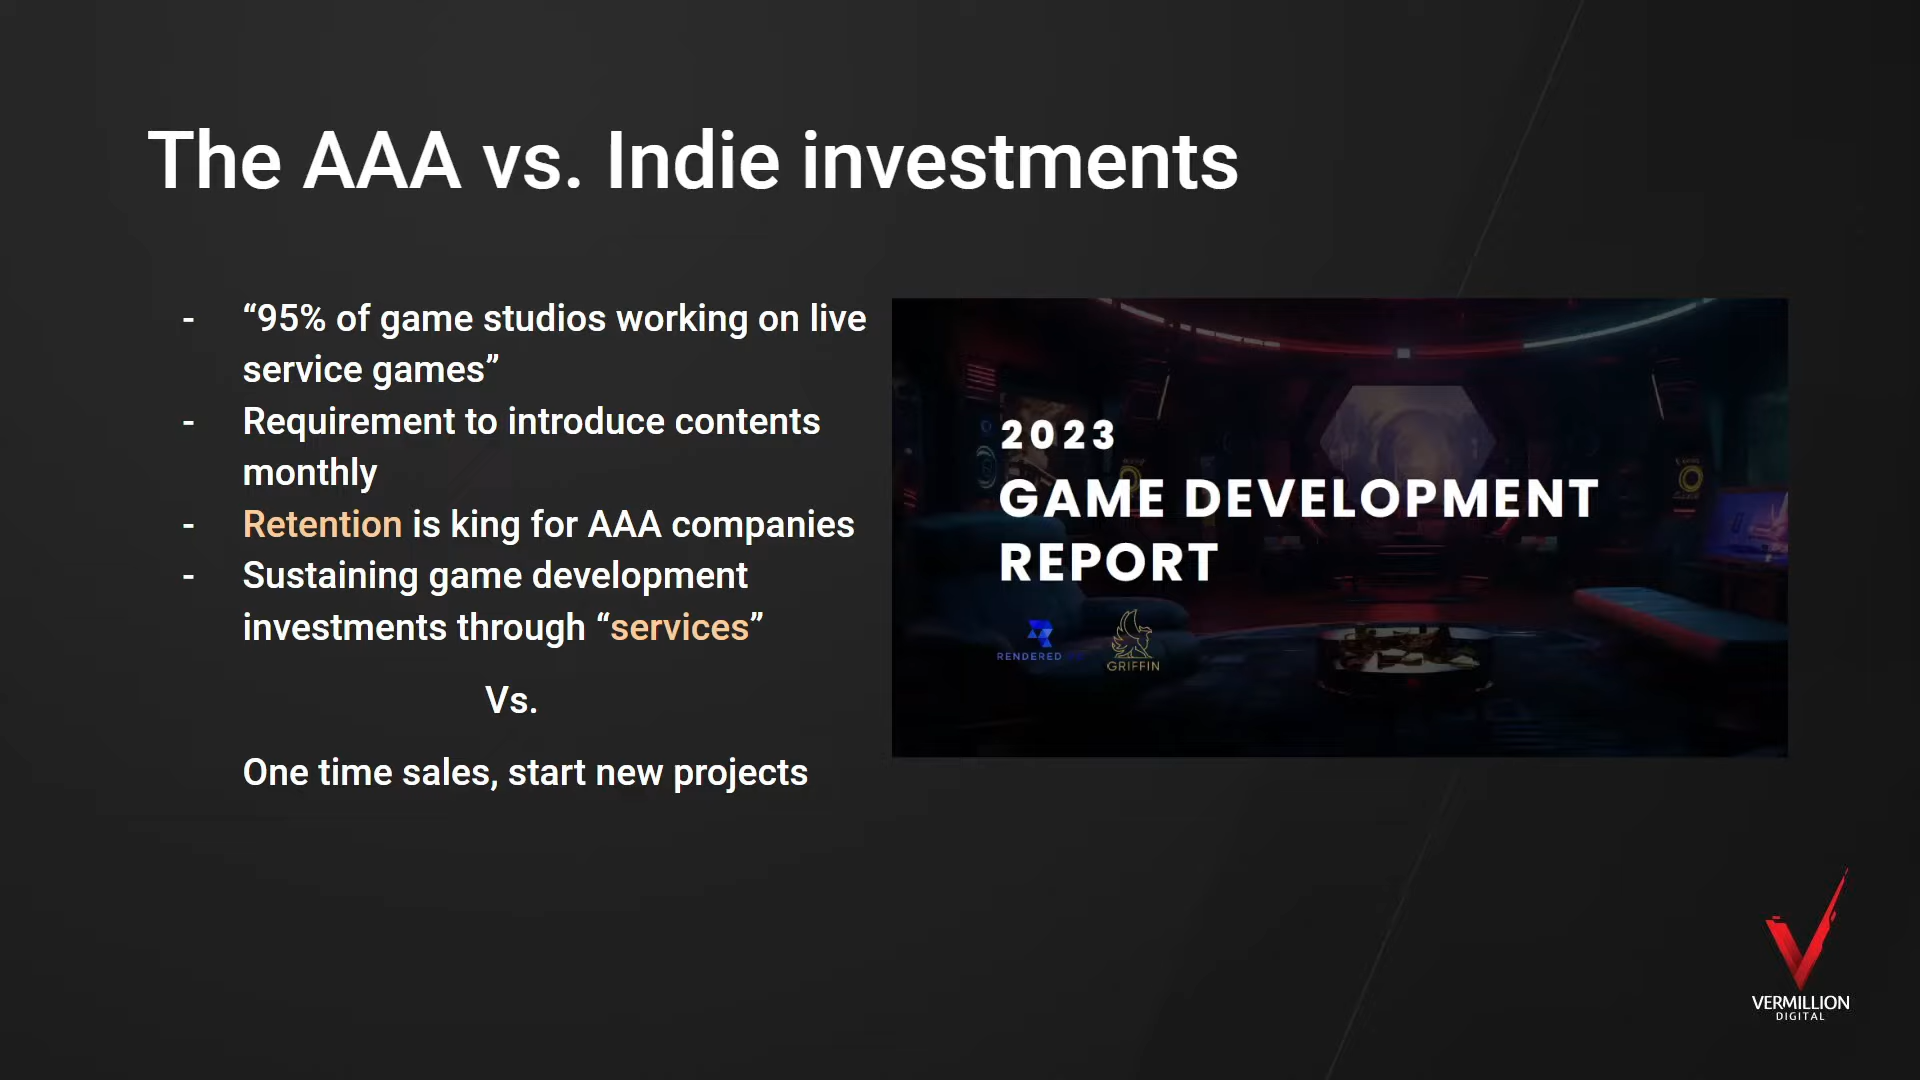 The AAA vs. Indie investments
- “95% of game studios working on live
service games”
- Requirement to introduce contents
monthly
- Retention is king for AAA companies
- Sustaining game development
investments through “services”
Vs.
One time sales, start new projects
2023
GAME DEVELOPMENT
REPORT
RENDERED
GRIFFIN
VERMILLION
DIGITAL